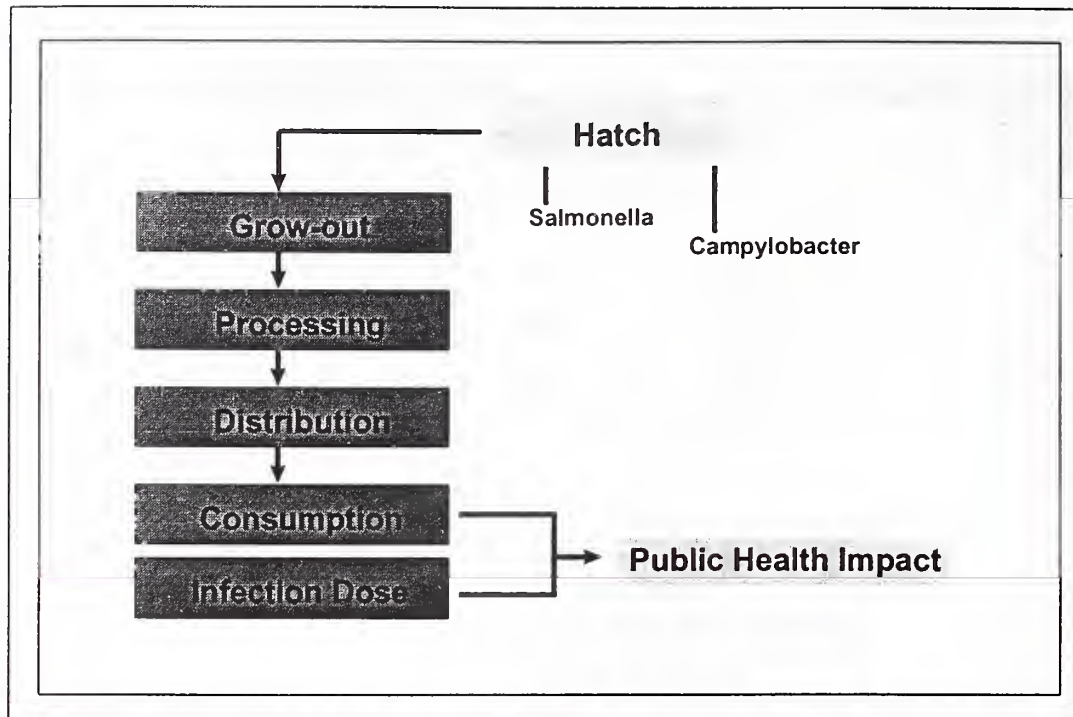 Hatch
Grow-out
Salmonella
Campylobacter
Processing
Distribution
Consumption
Public Health Impact
Infection Dose